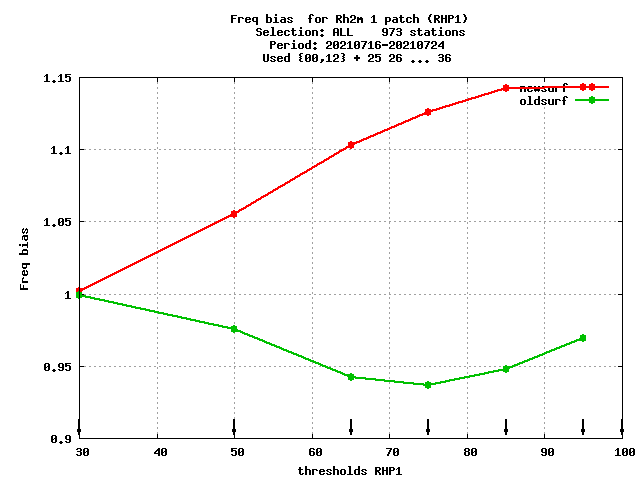 Freq bias  for Rh2m 1 patch (RHP1)
Selection: ALL    973 stations
Period: 20210716-20210724
Used {00,12} + 25 26 ... 36
1.15
1.1
1.05
1
0.95
0.9
Freq bias
newsurf
oldsurf
30 40 50 60 70 80 90 100
thresholds RHP1